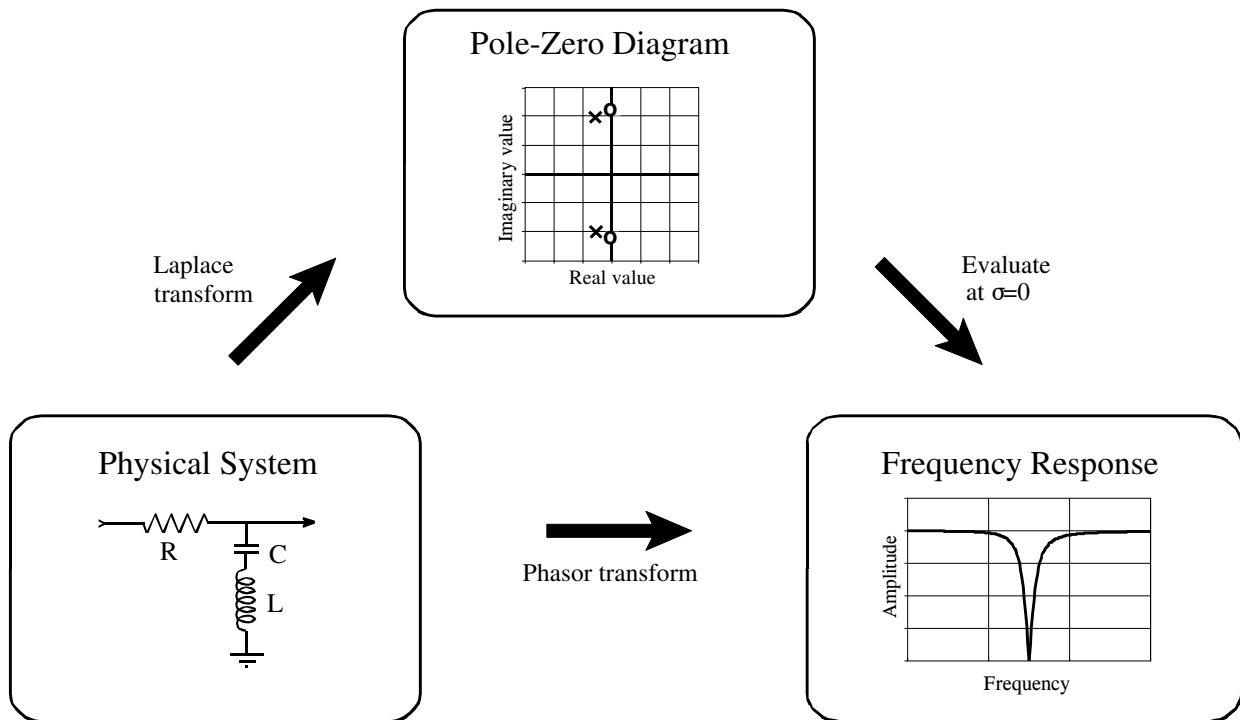 Pole-Zero Diagram
Imaginary value
Real value
Laplace
transform
Evaluate
at σ=0
Physical System
R
C
L
Phasor transform
Frequency Response
Amplitude
Frequency